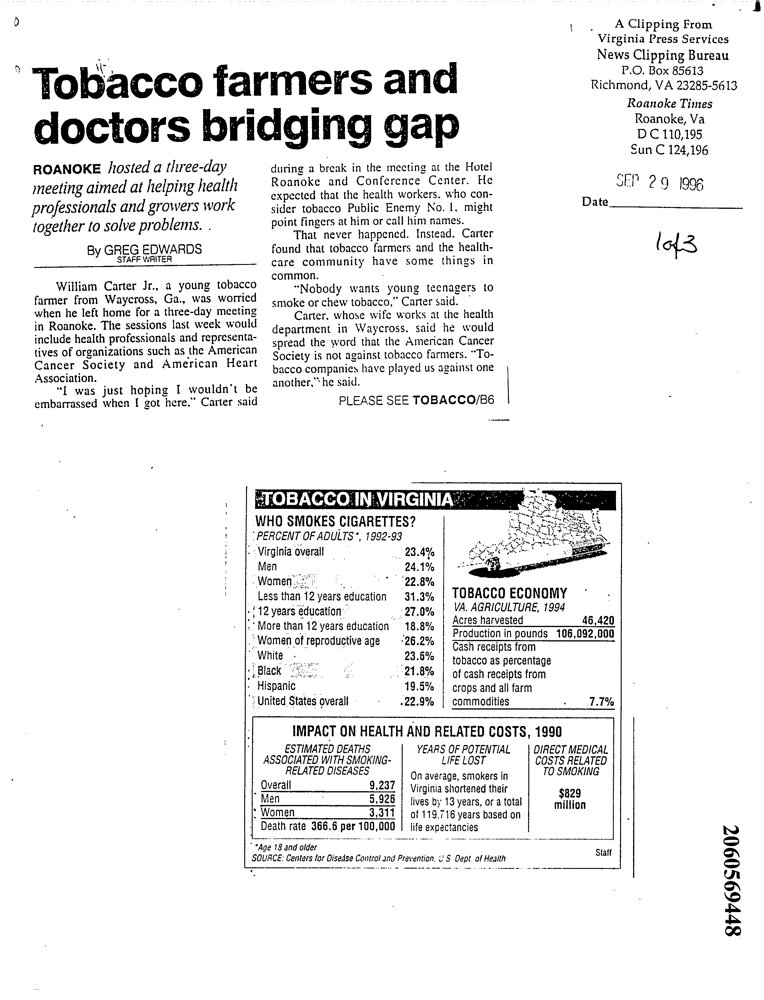 A Clipping From
Virginia Press Services
News Clipping Bureau
P.O. Box 85613
Richmond, VA 23285-5613
Roanoke Times
Roanoke, Va
D C 110,195
Sun C 124,196
SEP 29 1996
Date
1 of 3
Tobacco farmers and
doctors bridging gap
ROANOKE hosted a three-day
meeting aimed at helping health
professionals and growers work
together to solve problems. .
By GREG EDWARDS
STAFF WRITER
William Carter Jr., a young tobacco
farmer from Waycross, Ga., was worried
when he left home for a three-day meeting
in Roanoke. The sessions last week would
include health professionals and representa-
tives of organizations such as the American
Cancer Society and American Heart
Association.
"I was just hoping I wouldn't be
embarrassed when I got here," Carter said
during a break in the meeting at the Hotel
Roanoke and Conference Center. He
expected that the health workers, who con-
sider tobacco Public Enemy No. 1, might
point fingers at him or call him names.
That never happened. Instead, Carter
found that tobacco farmers and the health-
care community have some things in
common.
"Nobody wants young teenagers to
smoke or chew tobacco," Carter said.
Carter, whose wife works at the health
department in Waycross, said he would
spread the word that the American Cancer
Society is not against tobacco farmers. "To-
bacco companies have played us against one
another," he said.
PLEASE SEE TOBACCO/B6
TOBACCO IN VIRGINIA
WHO SMOKES CIGARETTES?
PERCENT OF ADULTS*, 1992-93
Virginia overall 23.4%
Men 24.1%
Women 22.8%
Less than 12 years education 31.3%
12 years education 27.0%
More than 12 years education 18.8%
Women of reproductive age 26.2%
White 23.6%
Black 21.8%
Hispanic 19.5%
United States overall 22.9%
TOBACCO ECONOMY
VA. AGRICULTURE, 1994
Acres harvested 46,420
Production in pounds 106,092,000
Cash receipts from
tobacco as percentage
of cash receipts from
crops and all farm
commodities 7.7%
IMPACT ON HEALTH AND RELATED COSTS, 1990
ESTIMATED DEATHS
ASSOCIATED WITH SMOKING-
RELATED DISEASES
Overall 9,237
Men 5,926
Women 3,311
Death rate 366.6 per 100,000
YEARS OF POTENTIAL
LIFE LOST
On average, smokers in
Virginia shortened their
lives by 13 years, or a total
of 119,716 years based on
life expectancies
DIRECT MEDICAL
COSTS RELATED
TO SMOKING
$829
million
*Age 18 and older
SOURCE: Centers for Disease Control and Prevention, U.S. Dept. of Health
Staff
2060569448